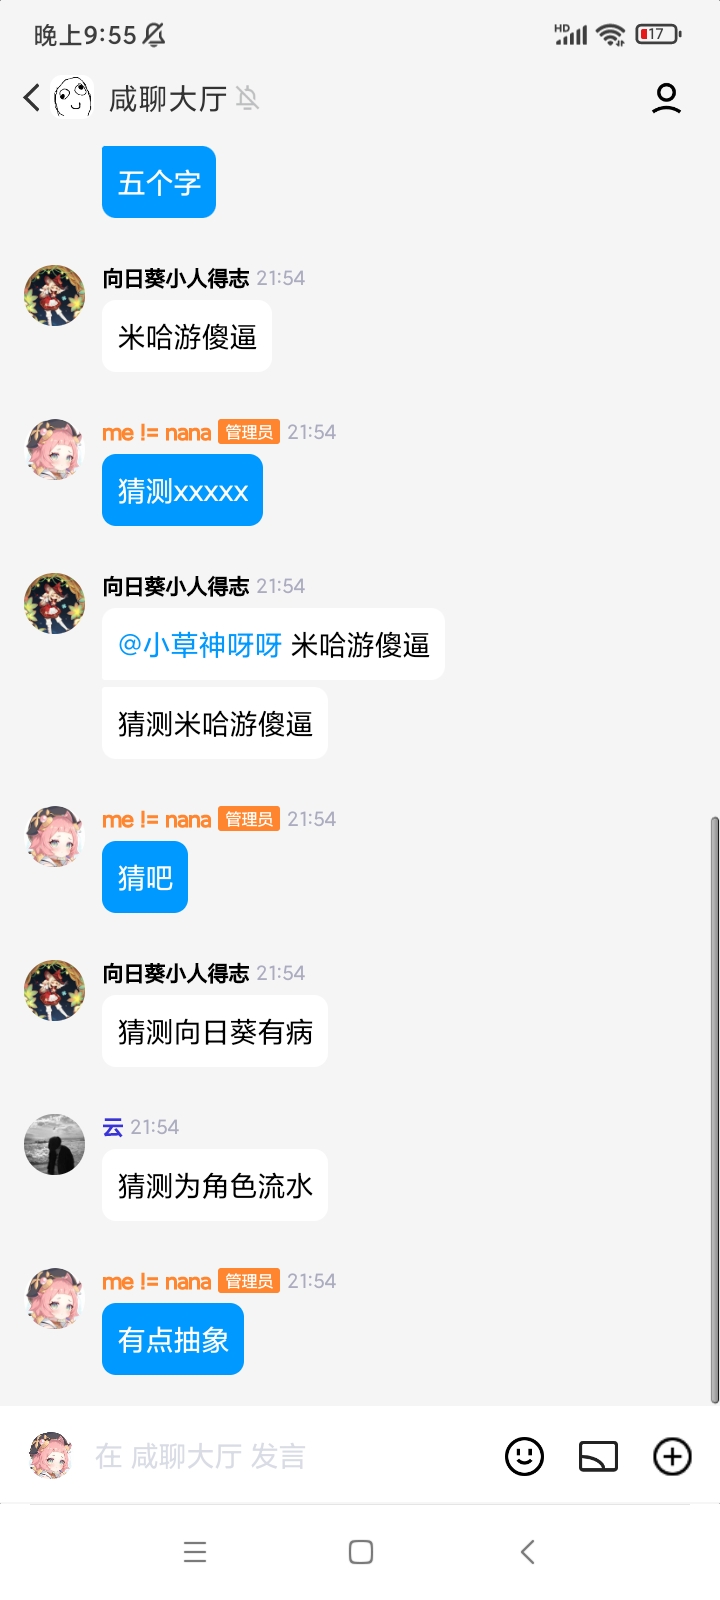 晚上9:55
HD
17
咸聊大厅
五个字
向日葵小人得志 21:54
米哈游傻逼
me != nana 管理员 21:54
猜测xxxxx
向日葵小人得志 21:54
@小草神呀呀 米哈游傻逼
猜测米哈游傻逼
me != nana 管理员 21:54
猜吧
向日葵小人得志 21:54
猜测向日葵有病
云 21:54
猜测为角色流水
me != nana 管理员 21:54
有点抽象
在 咸聊大厅 发言